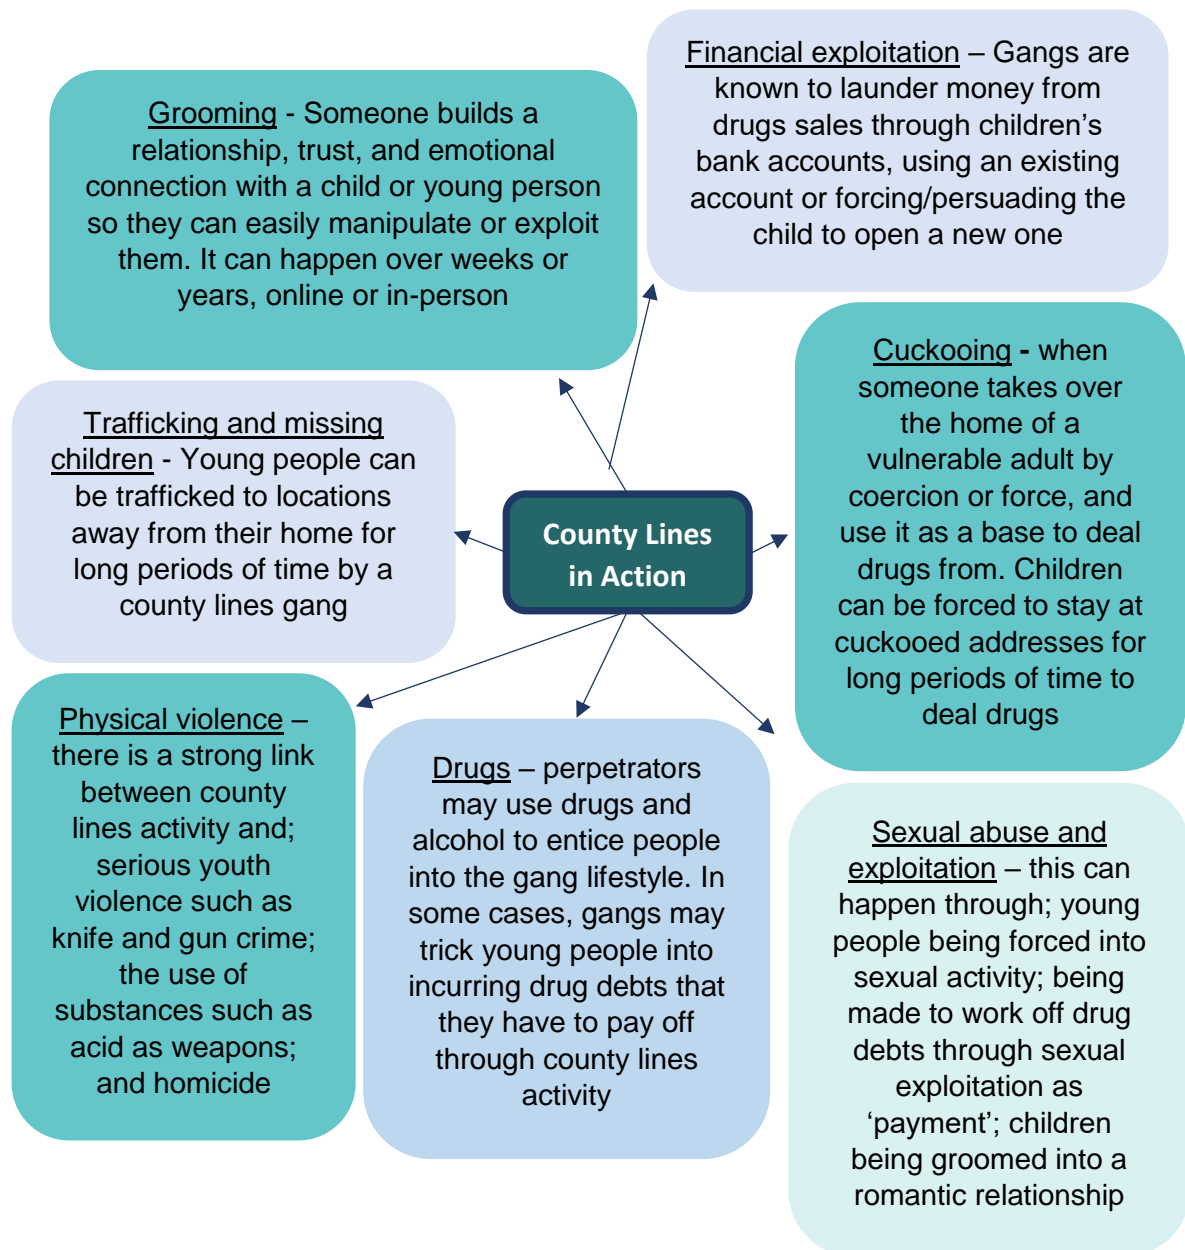 Financial exploitation – Gangs are
known to launder money from
drugs sales through children’s
bank accounts, using an existing
account or forcing/persuading the
child to open a new one
Grooming - Someone builds a
relationship, trust, and emotional
connection with a child or young person
so they can easily manipulate or exploit
them. It can happen over weeks or
years, online or in-person
Cuckooing - when
someone takes over
the home of a
vulnerable adult by
coercion or force, and
use it as a base to deal
drugs from. Children
can be forced to stay at
cuckooed addresses for
long periods of time to
deal drugs
Trafficking and missing
children - Young people can
be trafficked to locations
away from their home for
long periods of time by a
county lines gang
County Lines
in Action
Physical violence –
there is a strong link
between county
lines activity and;
serious youth
violence such as
knife and gun crime;
the use of
substances such as
acid as weapons;
and homicide
Drugs – perpetrators
may use drugs and
alcohol to entice people
into the gang lifestyle. In
some cases, gangs may
trick young people into
incurring drug debts that
they have to pay off
through county lines
activity
Sexual abuse and
exploitation – this can
happen through; young
people being forced into
sexual activity; being
made to work off drug
debts through sexual
exploitation as
‘payment’; children
being groomed into a
romantic relationship